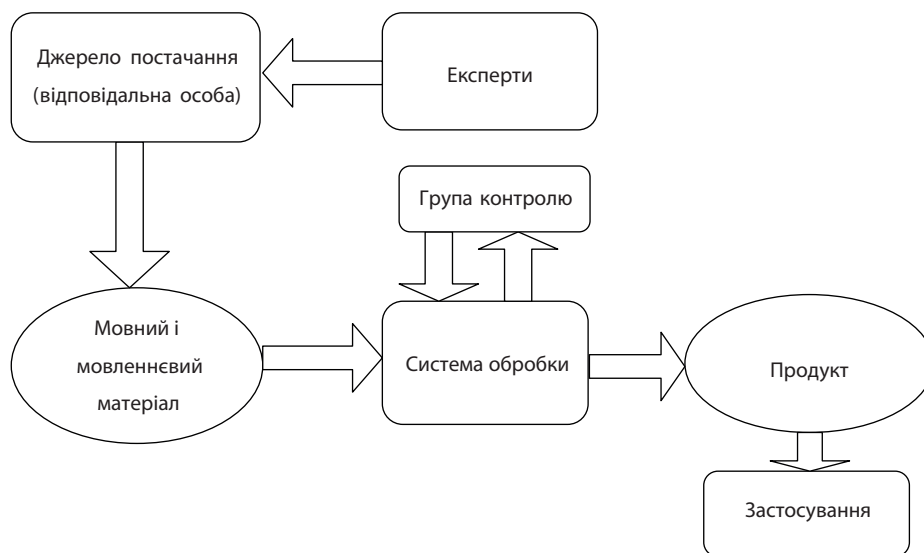 Джерело постачання
(відповідальна особа)
Експерти
Група контролю
Мовний і
мовленнєвий
матеріал
Система обробки
Продукт
Застосування